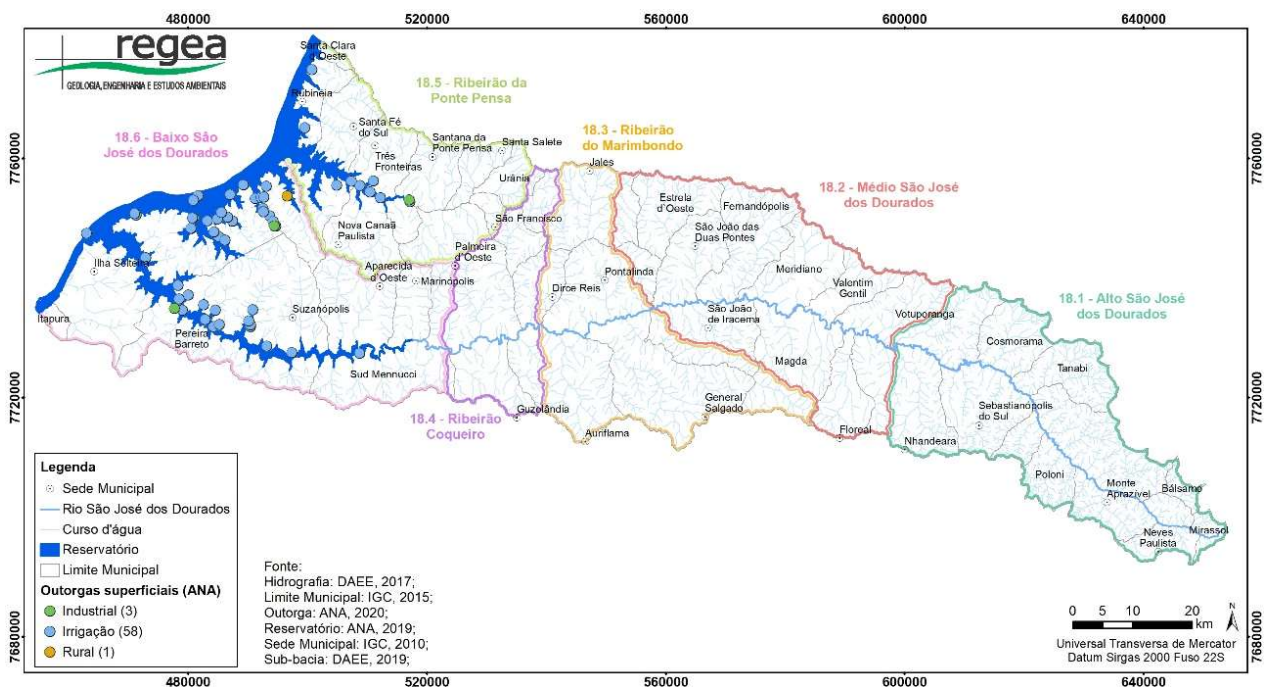 480000
520000
560000
600000
640000
regea
GEOLOGIA, ENGENHARIA E ESTUDOS AMBIENTAIS
Santa Clara
d'Oeste
Rubinéia
18.5 - Ribeirão da
Ponte Pensa
18.6 - Baixo São
José dos Dourados
Santa Fé
do Sul
Santana da
Ponte Pensa
Santa Salete
Três
Fronteiras
18.3 - Ribeirão
do Marimbondo
7760000
7760000
Jales
Urânia
18.2 - Médio São José
dos Dourados
Estrela
d'Oeste
Fernandópolis
São Francisco
Nova Canaã
Paulista
São João das
Duas Pontes
Palmeira
d'Oeste
Ilha Solteira
Aparecida
d'Oeste
Marinópolis
Pontalinda
Meridiano
Dirce Reis
Valentim
Gentil
18.1 - Alto São José
dos Dourados
Itapura
Suzanápolis
São João
de Iracema
Votuporanga
Pereira
Barreto
Cosmorama
Magda
Tanabi
Sud Mennucci
7720000
7720000
18.4 - Ribeirão
Coqueiro
Guzolândia
General
Salgado
Sebastianópolis
do Sul
Auriflama
Floreal
Nhandeara
Poloni
Monte
Aprazível
Bálsamo
Neves
Paulista
Mirassol
Legenda
Sede Municipal
Rio São José dos Dourados
Curso d'água
Reservatório
Limite Municipal
Outorgas superficiais (ANA)
Industrial (3)
Irrigação (58)
Rural (1)
Fonte:
Hidrografia: DAEE, 2017;
Limite Municipal: IGC, 2015;
Outorga: ANA, 2020;
Reservatório: ANA, 2019;
Sede Municipal: IGC, 2010;
Sub-bacia: DAEE, 2019;
0 5 10 20
km
N
Universal Transversa de Mercator
Datum Sirgas 2000 Fuso 22S
7680000
7680000
480000
520000
560000
600000
640000